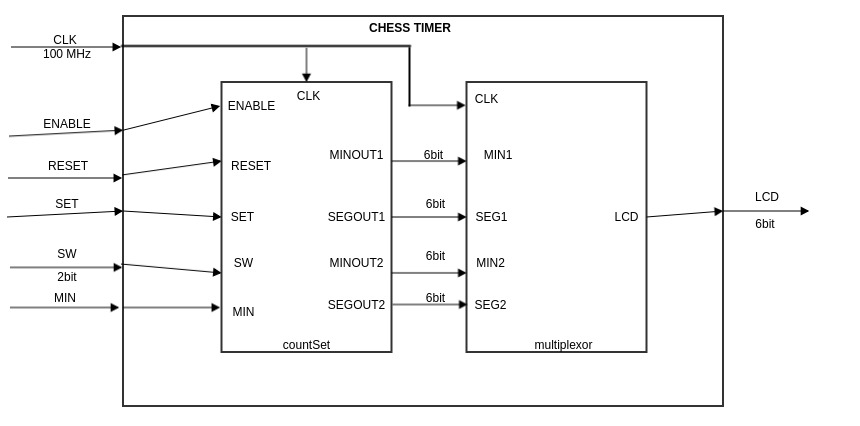 CHESS TIMER
CLK
100 MHz
ENABLE
RESET
SET
SW
2bit
MIN
CLK
ENABLE
RESET
SET
SW
MIN
MINOUT1
SEGOUT1
MINOUT2
SEGOUT2
countSet
6bit
6bit
6bit
6bit
CLK
MIN1
SEG1
MIN2
SEG2
LCD
multiplexor
LCD
6bit